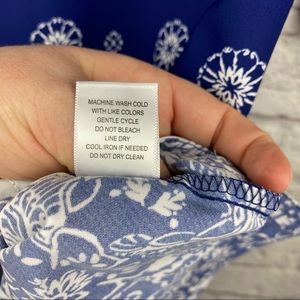 MACHINE WASH COLD
WITH LIKE COLORS
GENTLE CYCLE
DO NOT BLEACH
LINE DRY
COOL IRON IF NEEDED
DO NOT DRY CLEAN